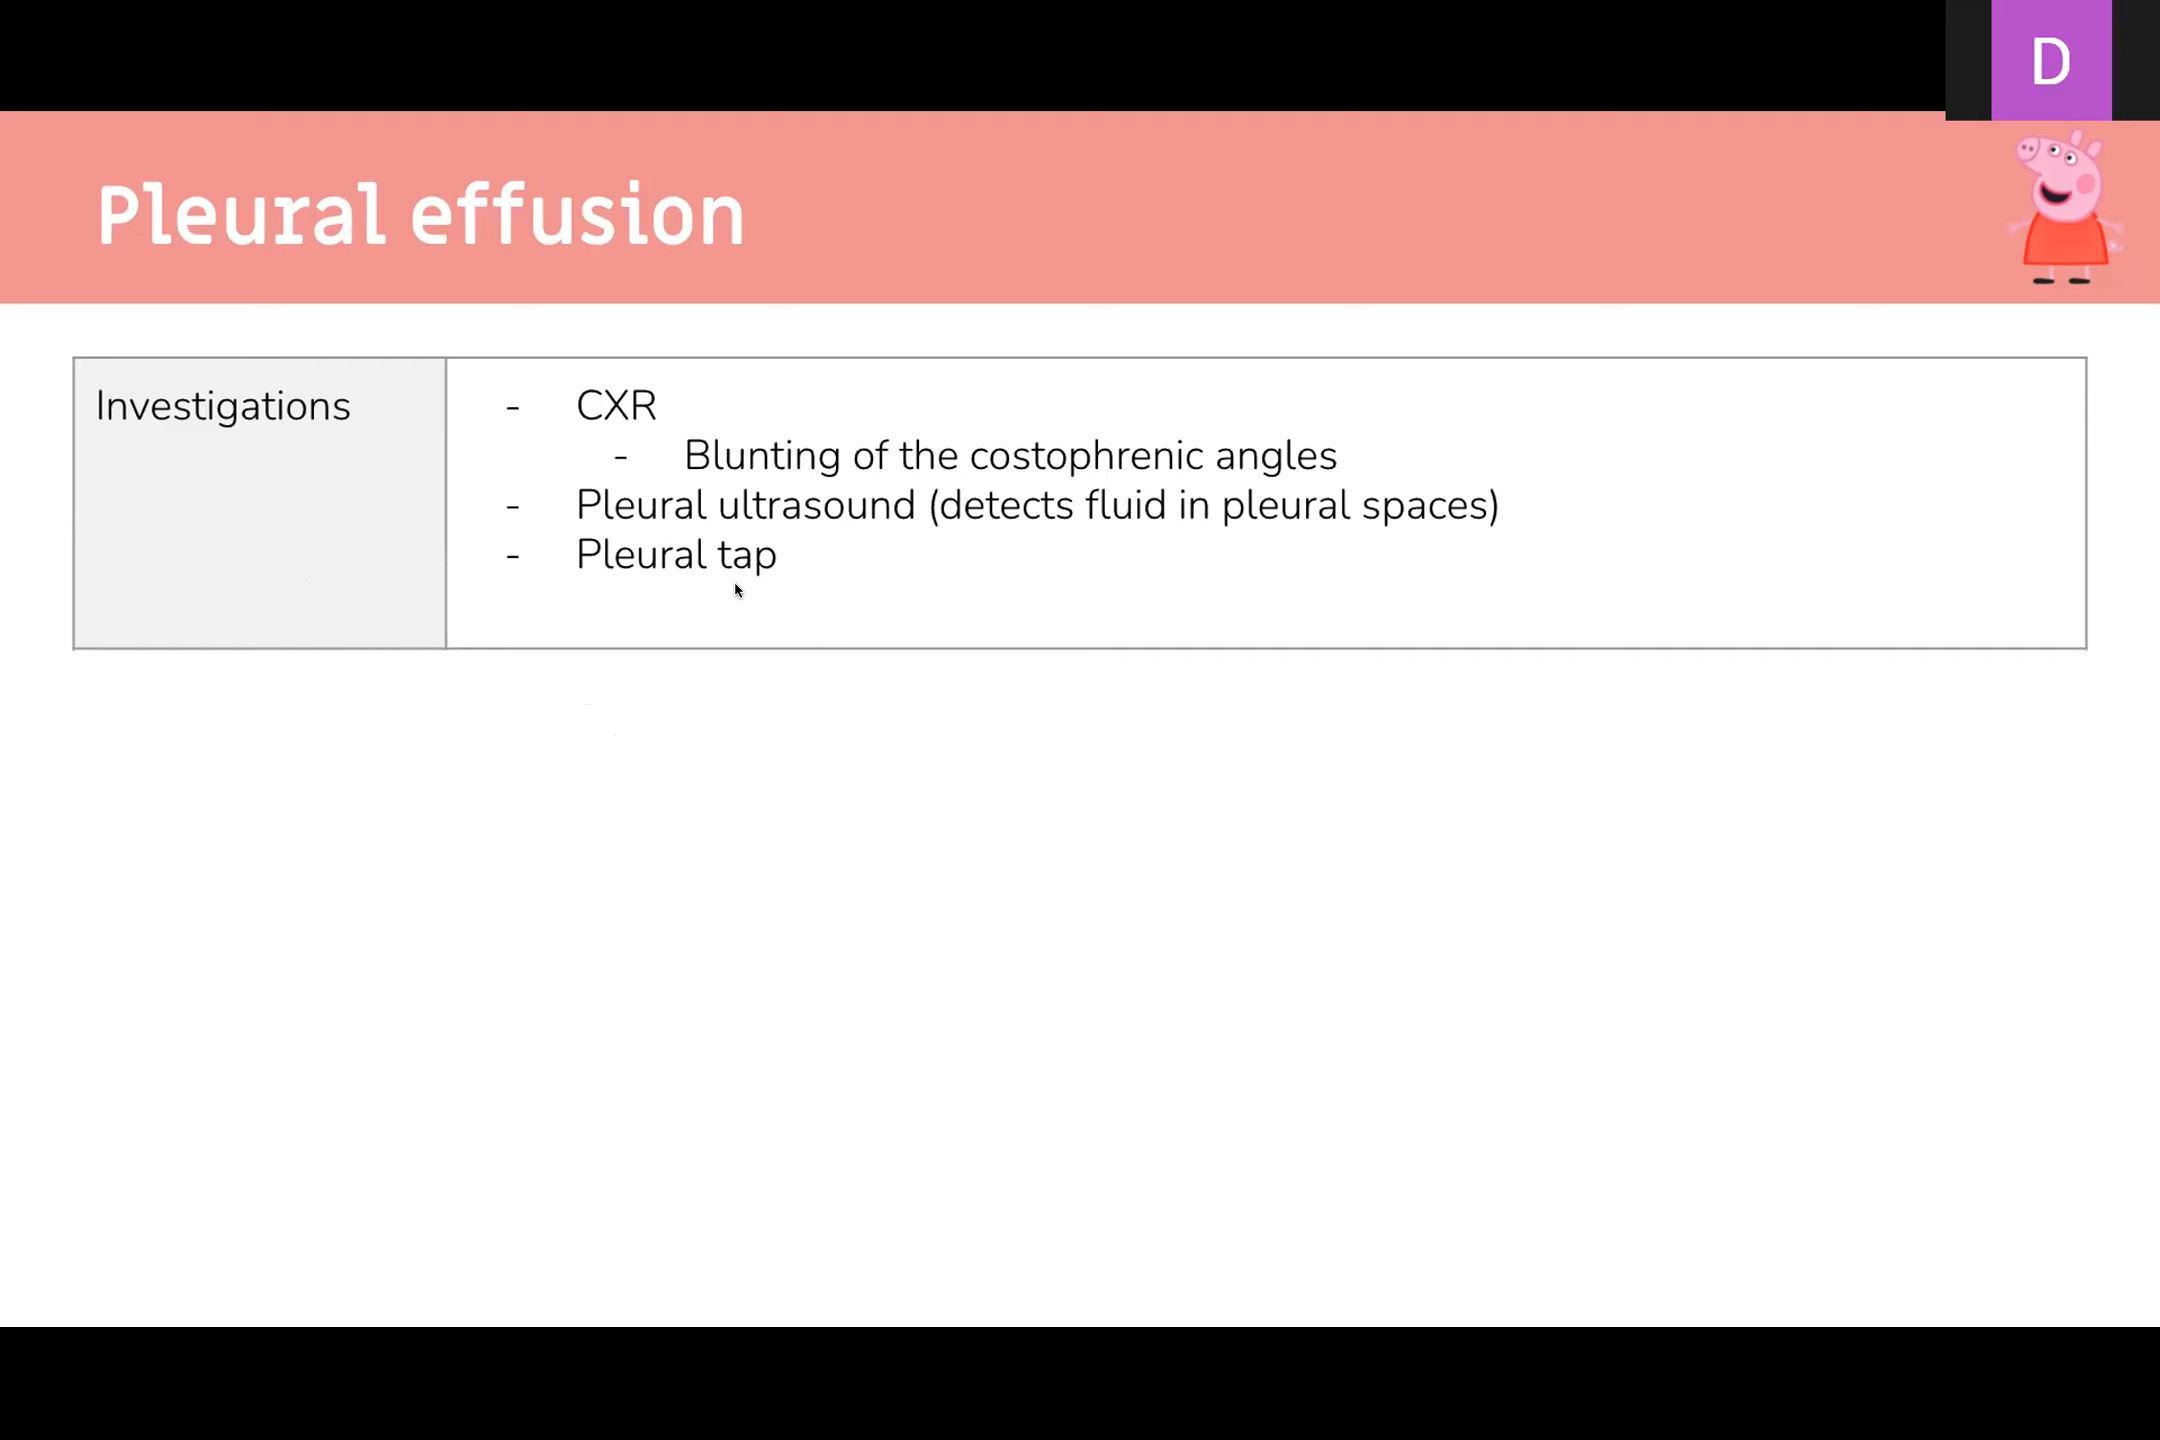 D
Pleural effusion
Investigations
- CXR
- Blunting of the costophrenic angles
- Pleural ultrasound (detects fluid in pleural spaces)
- Pleural tap